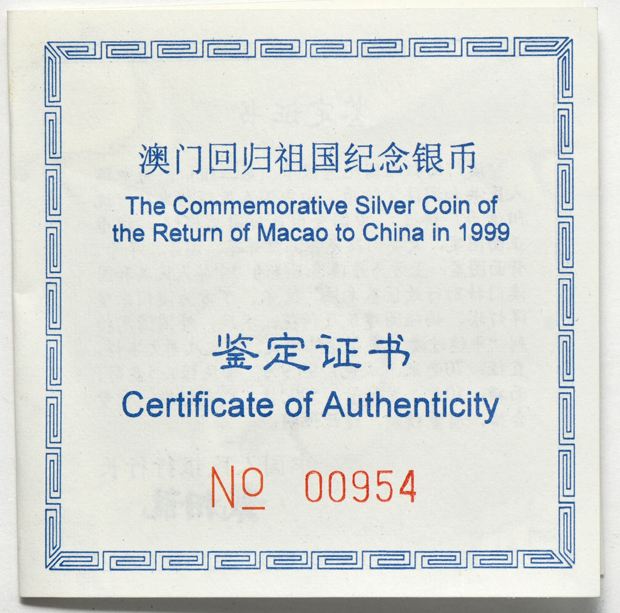 澳门回归祖国纪念银币
The Commemorative Silver Coin of
the Return of Macao to China in 1999
鉴定证书
Certificate of Authenticity
No 00954